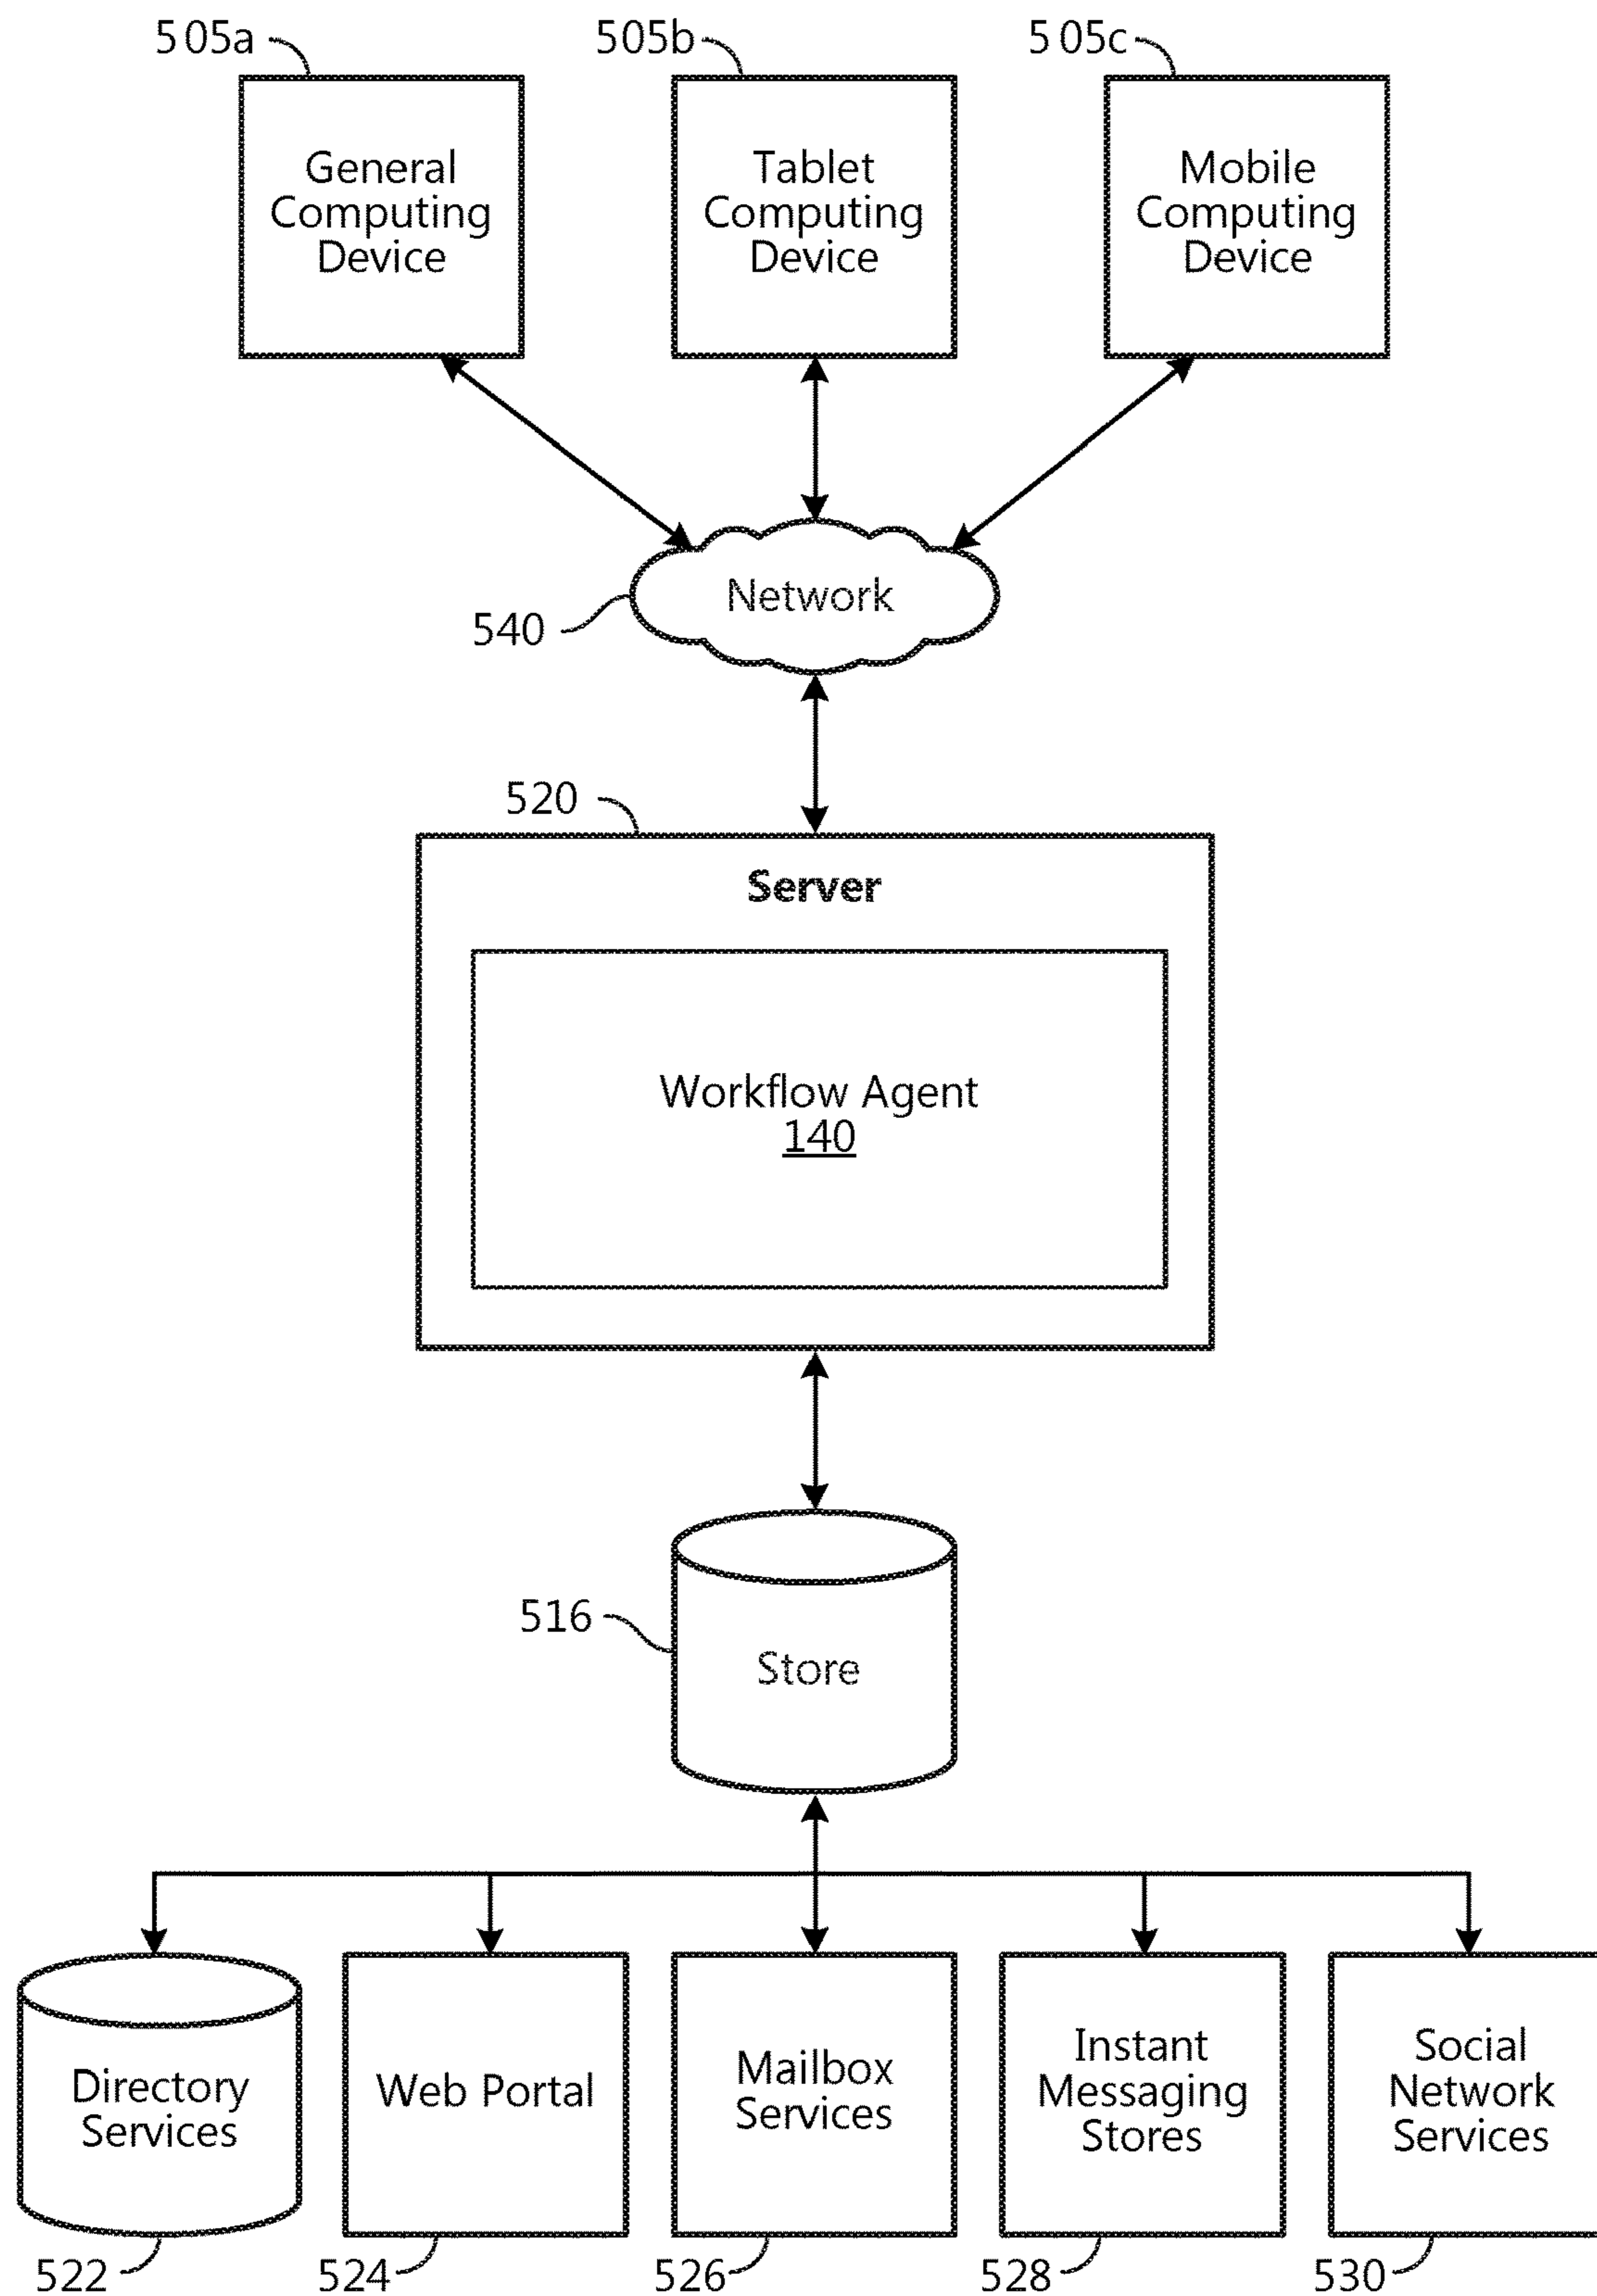 505a
505b
505c
General
Computing
Device
Tablet
Computing
Device
Mobile
Computing
Device
Network
540
520
Server
Workflow Agent
140
516
Store
Directory
Services
Web Portal
Mailbox
Services
Instant
Messaging
Stores
Social
Network
Services
522
524
526
528
530